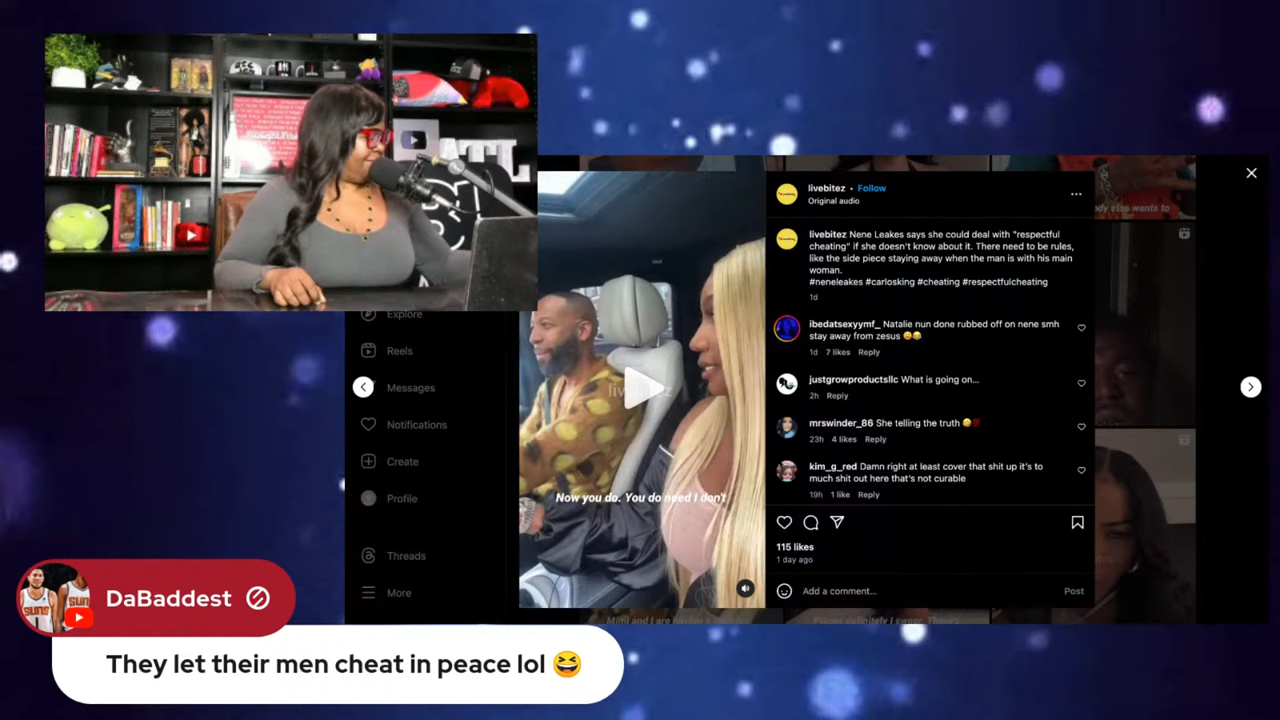 ATL
Explore
Reels
Messages
Notifications
Create
Profile
Threads
More
Now you do. You do need I don't
livebitez • Follow
Original audio
livebitez Nene Leakes says she could deal with "respectful
cheating" if she doesn't know about it. There need to be rules,
like the side piece staying away when the man is with his main
woman.
#neneleakes #carlosking #cheating #respectfulcheating
1d
ibedatsexyymf_ Natalie nun done rubbed off on nene smh
stay away from zesus 😄😂
1d 7 likes Reply
justgrowproductsllc What is going on...
2h Reply
mrswinder_86 She telling the truth 🤣💯
23h 4 likes Reply
kim_g_red Damn right at least cover that shit up it's to
much shit out here that's not curable
19h 1 like Reply
115 likes
1 day ago
Add a comment...
Post
ody else wants to
DaBaddest
They let their men cheat in peace lol 😆
SUNS